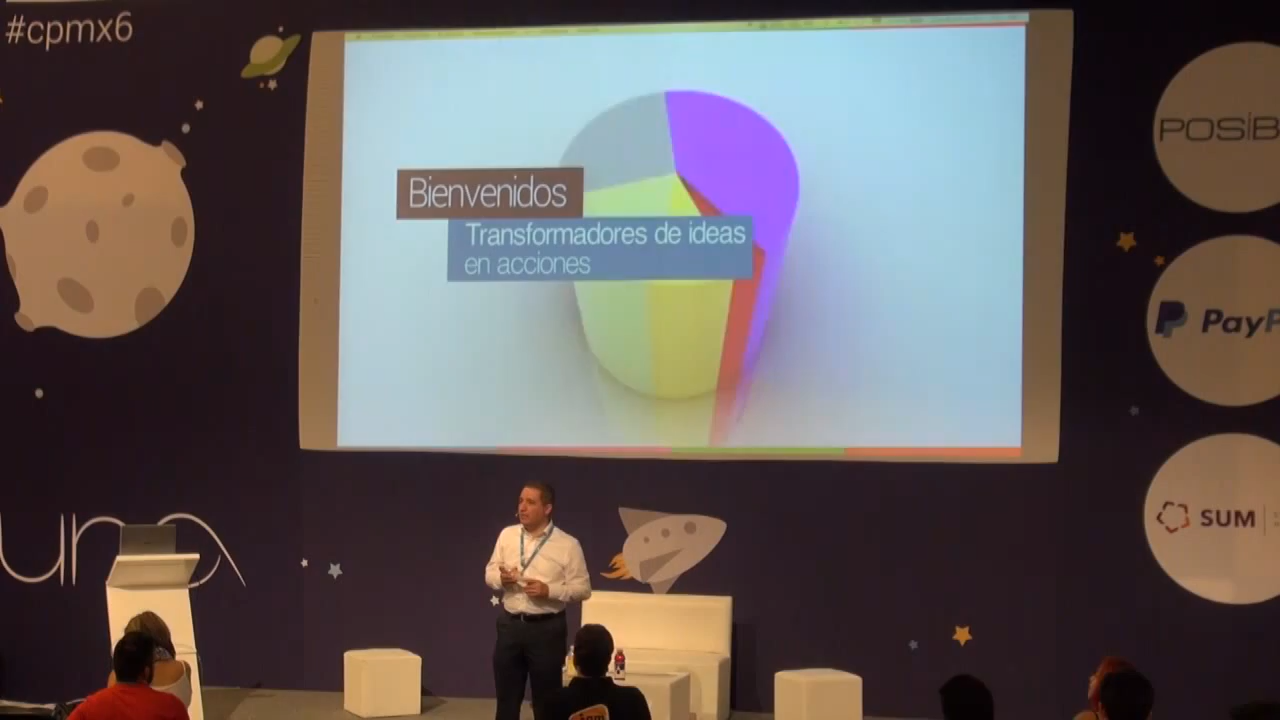 #cpmx6
Bienvenidos
Transformadores de ideas
en acciones
POSIB
PayP
SUM